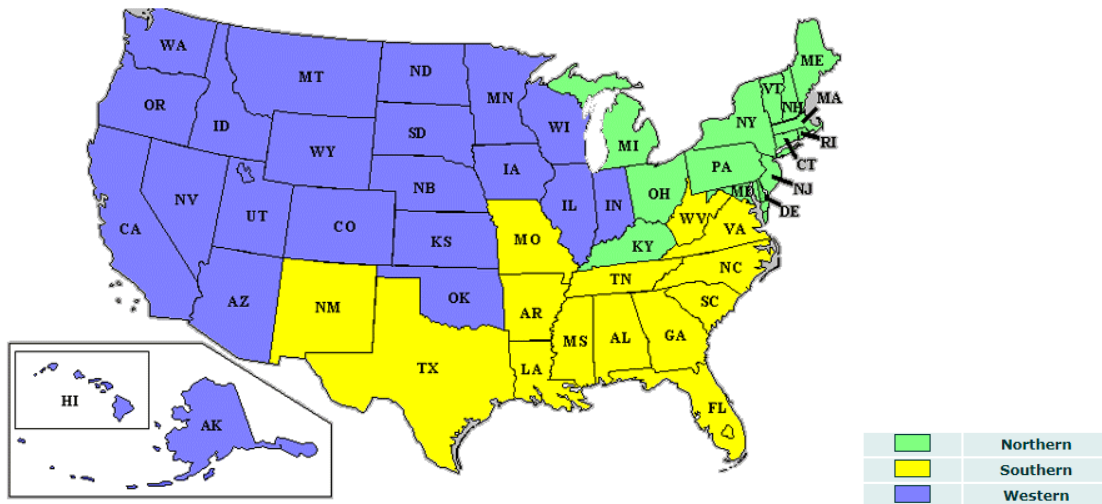 WA
MT
ND
MN
OR
ID
WY
SD
WI
MI
NY
VT
NH
ME
MA
RI
CT
NV
UT
CO
NB
IA
IL
IN
OH
PA
NJ
MD
DE
CA
AZ
NM
KS
OK
MO
KY
WV
VA
TN
NC
AR
SC
MS
AL
GA
TX
LA
FL
HI
AK
Northern
Southern
Western